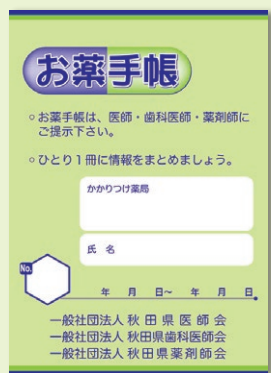 お薬手帳
○お薬手帳は、医師・歯科医師・薬剤師に
ご提示下さい。
○ひとり1冊に情報をまとめましょう。
かかりつけ薬局
氏 名
No.
年 月 日~ 年 月 日
一般社団法人 秋田県医師会
一般社団法人 秋田県歯科医師会
一般社団法人 秋田県薬剤師会